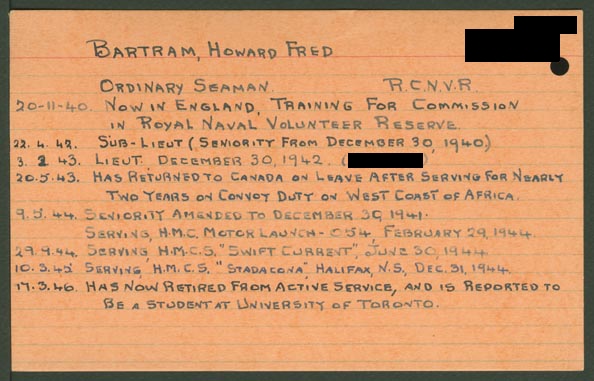 BARTRAM, HOWARD FRED
ORDINARY SEAMAN. R.C.N.V.R.
20-11-40. NOW IN ENGLAND, TRAINING FOR COMMISSION
IN ROYAL NAVAL VOLUNTEER RESERVE.
22.4.42. SUB-LIEUT (SENIORITY FROM DECEMBER 30, 1940)
3.2.43. LIEUT. DECEMBER 30, 1942. (
20.5.43. HAS RETURNED TO CANADA ON LEAVE AFTER SERVING FOR NEARLY
TWO YEARS ON CONVOY DUTY ON WEST COAST OF AFRICA.
9.5.44. SENIORITY AMENDED TO DECEMBER 30, 1941.
SERVING, H.M.C. MOTOR LAUNCH - 054, FEBRUARY 29, 1944.
29.9.44. SERVING, H.M.C.S. "SWIFT CURRENT", JUNE 30, 1944.
10.3.45. SERVING, H.M.C.S. "STADACONA", HALIFAX, N.S., DEC. 31, 1944.
17.3.46. HAS NOW RETIRED FROM ACTIVE SERVICE, AND IS REPORTED TO
BE A STUDENT AT UNIVERSITY OF TORONTO.